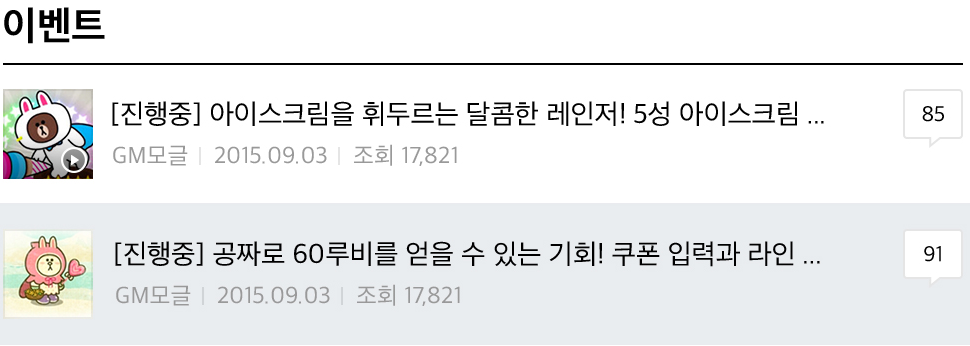 이벤트
[진행중] 아이스크림을 휘두르는 달콤한 레인저! 5성 아이스크림 ...
85
GM모글 | 2015.09.03 | 조회 17,821
[진행중] 공짜로 60루비를 얻을 수 있는 기회! 쿠폰 입력과 라인 ...
91
GM모글 | 2015.09.03 | 조회 17,821